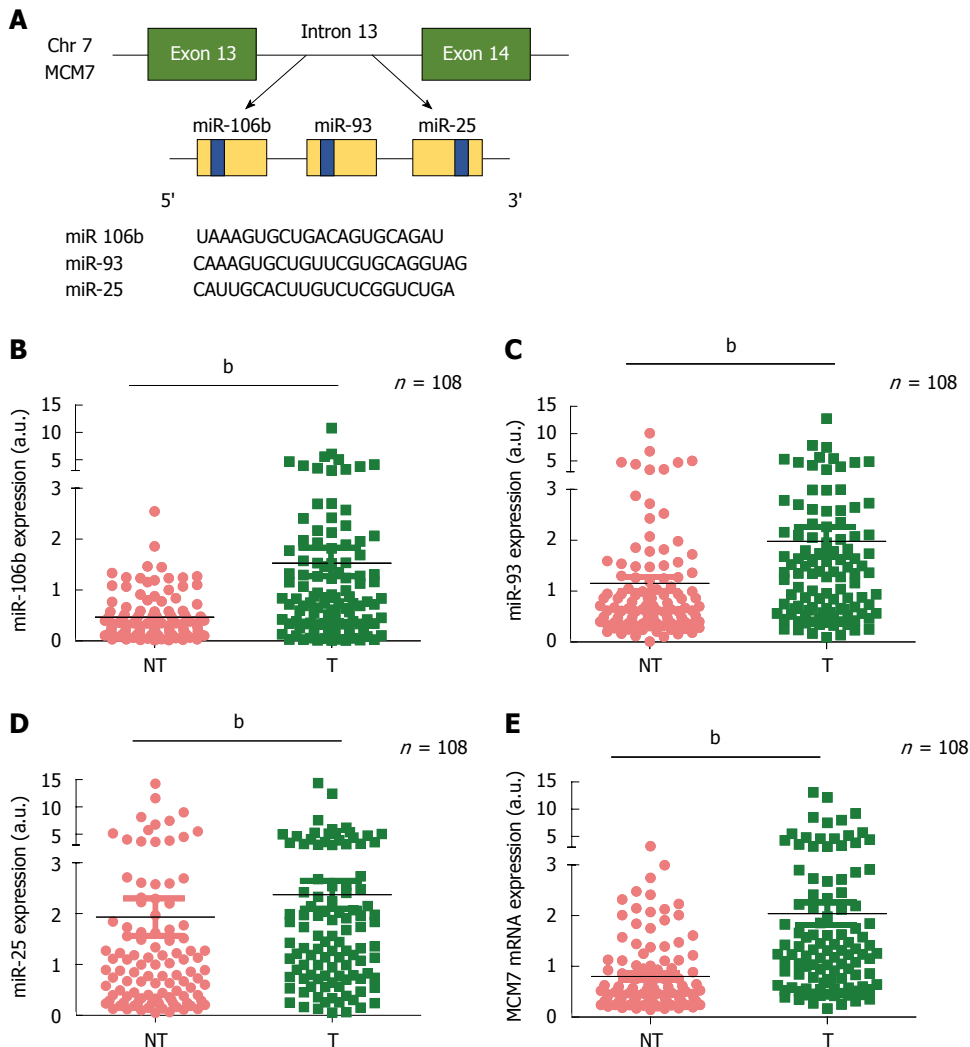 A
Chr 7
MCM7
Exon 13
Intron 13
Exon 14
miR-106b
miR-93
miR-25
5'
3'
miR 106b UAAAGUGCUGACAGUGCAGAU
miR-93 CAAAGUGCUGUUCGUGCAGGUAG
miR-25 CAUUGCACUUGUCUCGGUCUGA
B
b
n = 108
miR-106b expression (a.u.)
15
10
5
3
2
1
0
NT
T
C
b
n = 108
miR-93 expression (a.u.)
15
10
5
3
2
1
0
NT
T
D
b
n = 108
miR-25 expression (a.u.)
15
10
5
3
2
1
0
NT
T
E
b
n = 108
MCM7 mRNA expression (a.u.)
15
10
5
3
2
1
0
NT
T